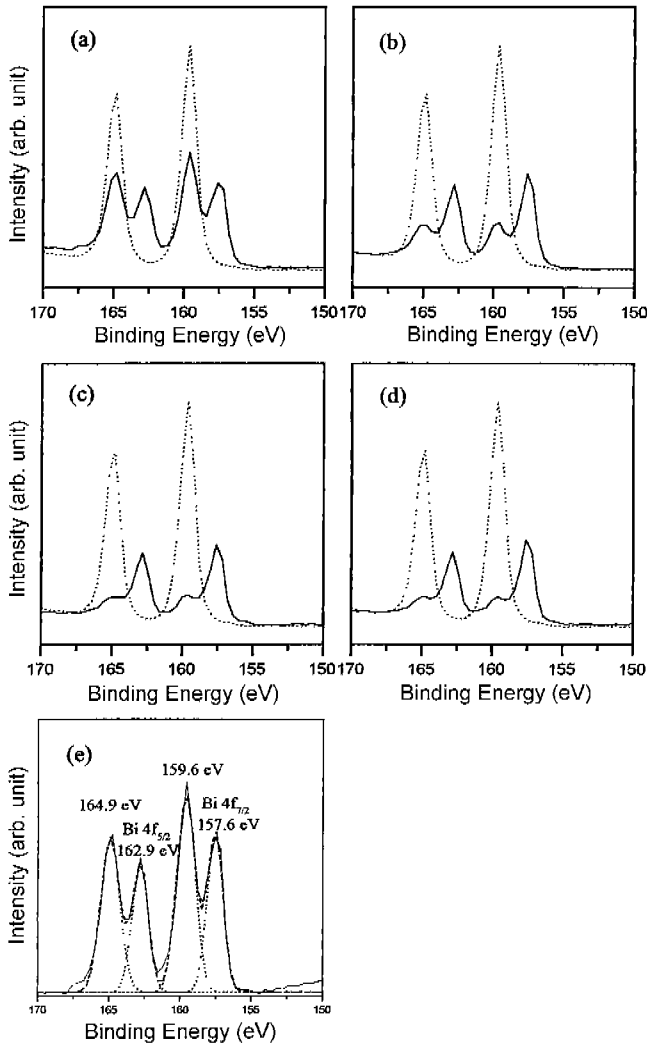 (a)
(b)
Intensity (arb. unit)
170 165 160 155 150
170 165 160 155 150
Binding Energy (eV)
Binding Energy (eV)
(c)
(d)
Intensity (arb. unit)
170 165 160 155 150
170 165 160 155 150
Binding Energy (eV)
Binding Energy (eV)
(e)
159.6 eV
164.9 eV
Bi 4f7/2
Bi 4f5/2
157.6 eV
162.9 eV
Intensity (arb. unit)
170 165 160 155 150
Binding Energy (eV)